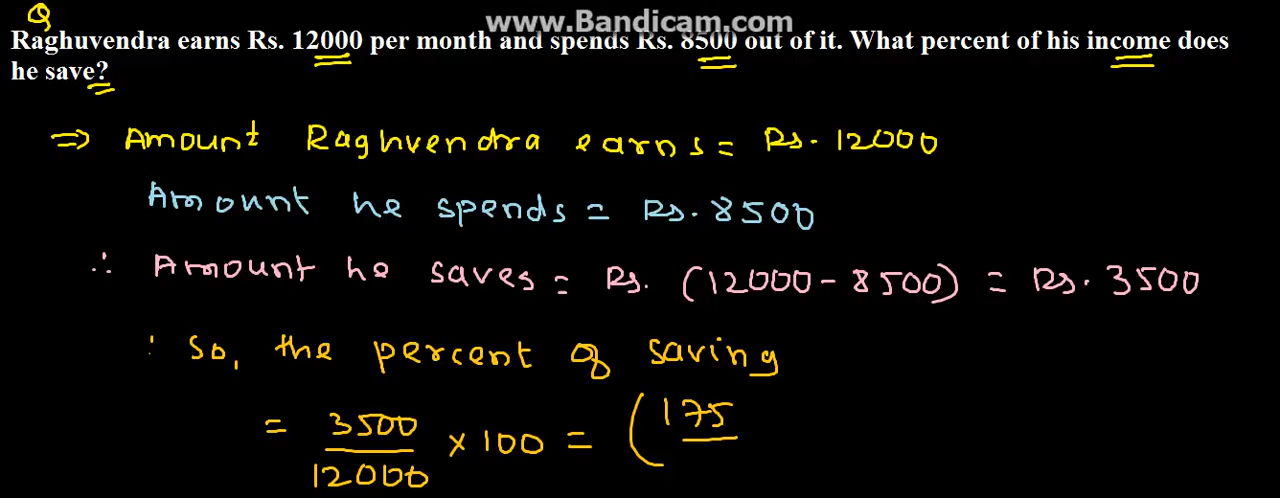 www.Bandicam.com
Q
Raghuvendra earns Rs. 12000 per month and spends Rs. 8500 out of it. What percent of his income does
he save?
⇒ Amount Raghvendra earns = Rs. 12000
Amount he spends = Rs. 8500
∴ Amount he saves = Rs. (12000 - 8500) = Rs. 3500
: So, the percent of saving
= 3500/12000 × 100 = (175